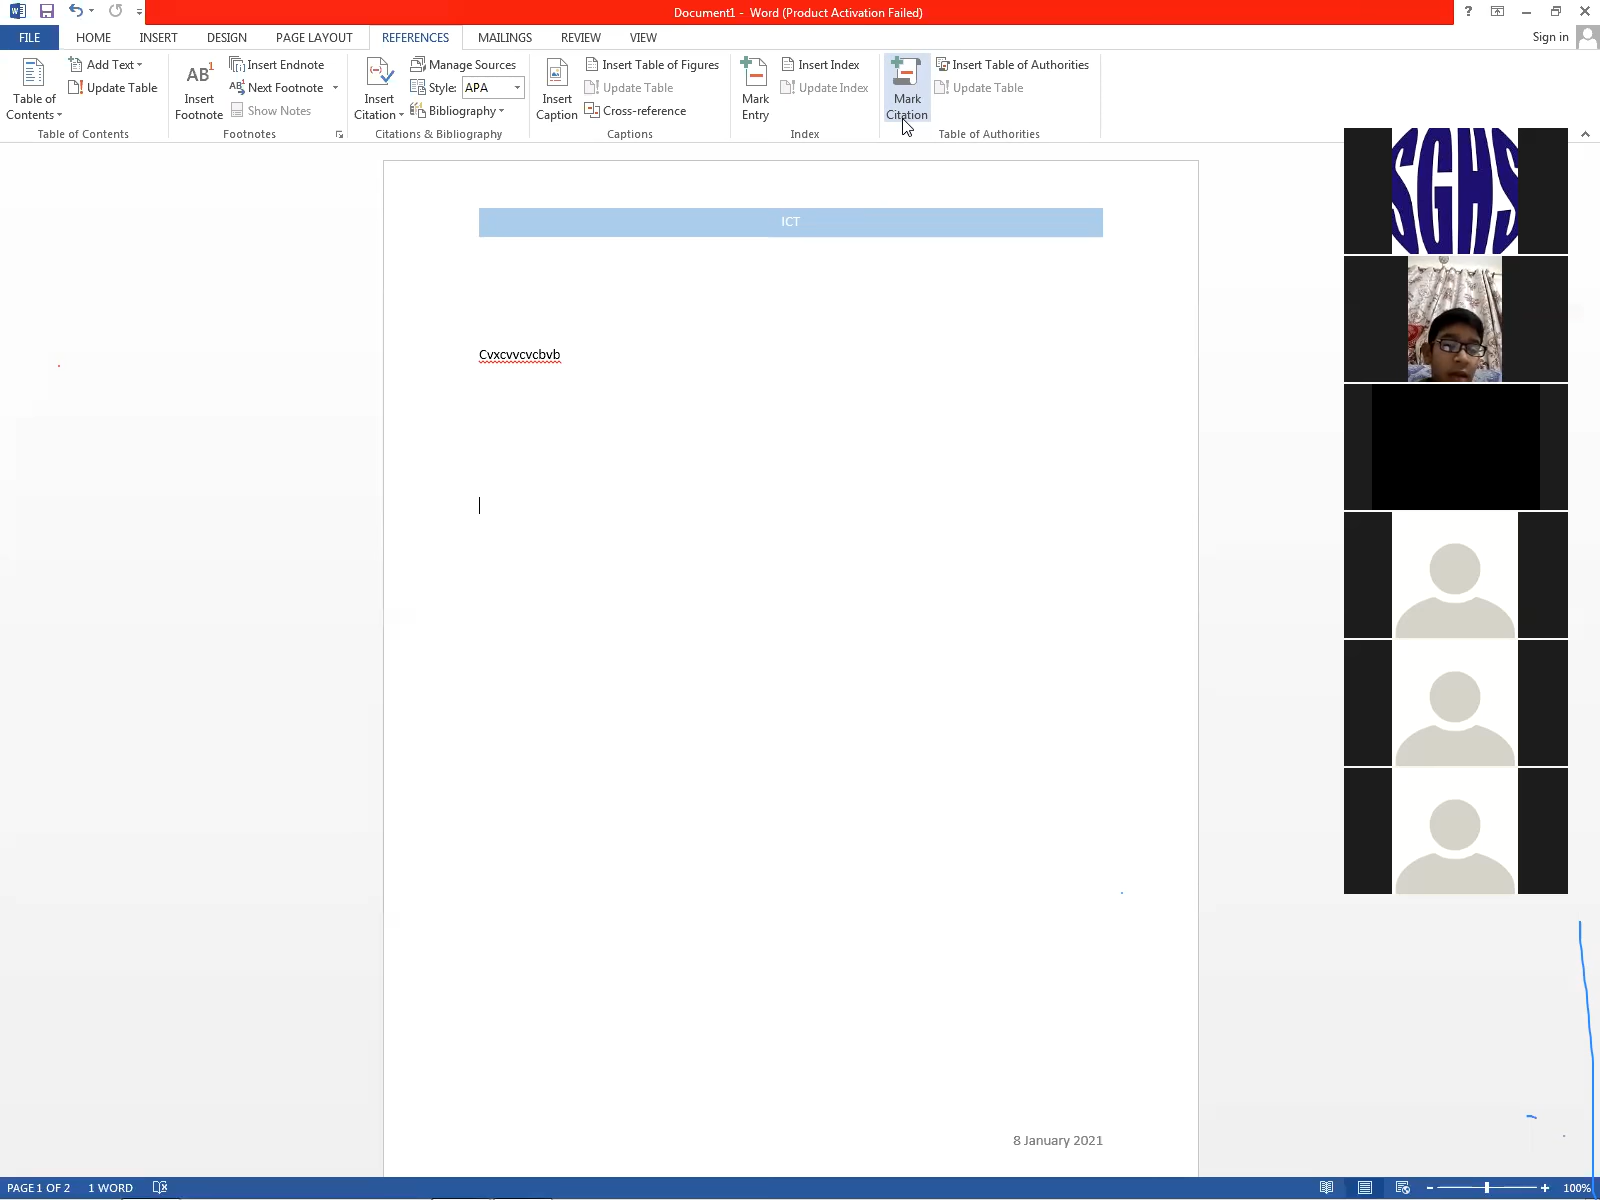 Document1 - Word (Product Activation Failed)
?
FILE HOME INSERT DESIGN PAGE LAYOUT REFERENCES MAILINGS REVIEW VIEW
Sign in
Table of Contents
Add Text
Update Table
Table of Contents
AB1
Insert Footnote
Insert Endnote
Next Footnote
Show Notes
Footnotes
Insert Citation
Manage Sources
Style: APA
Bibliography
Citations & Bibliography
Insert Caption
Insert Table of Figures
Update Table
Cross-reference
Captions
Mark Entry
Insert Index
Update Index
Index
Mark Citation
Insert Table of Authorities
Update Table
Table of Authorities
SGHS
ICT
Cvxcvvcvcbvb
8 January 2021
PAGE 1 OF 2 1 WORD
100%